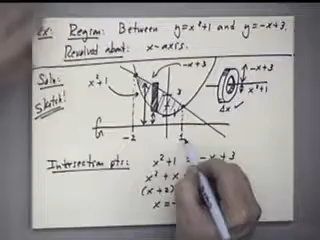 ex: Region: Between y=x²+1 and y=-x+3,
Revolved about: x-axis.
Soln:
Sketch!
x²+1
-x+3
3
-x+3
x²+1
Δx ✓
-2
Intersection pts: x²+1 = -x+3
x²+x
(x+2)
x=-